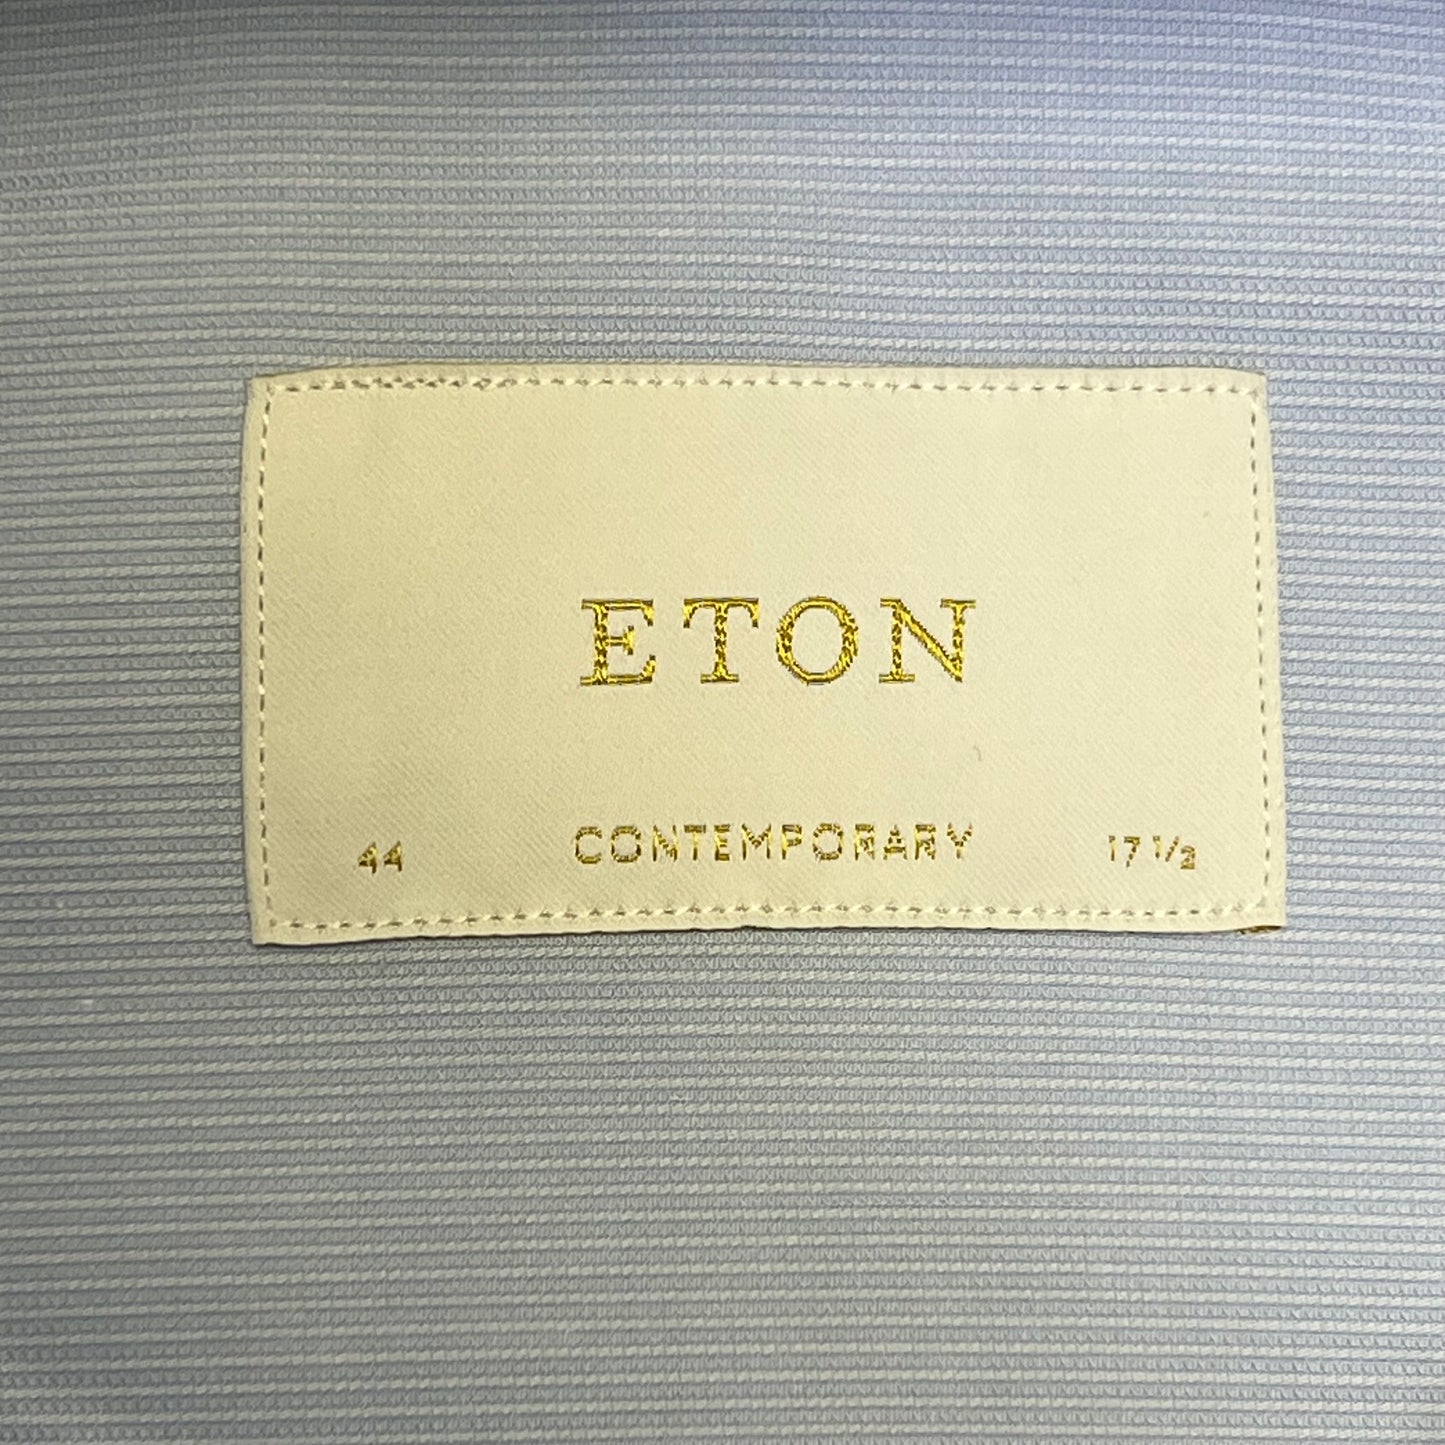 ETON
44 CONTEMPORARY 17 1/2